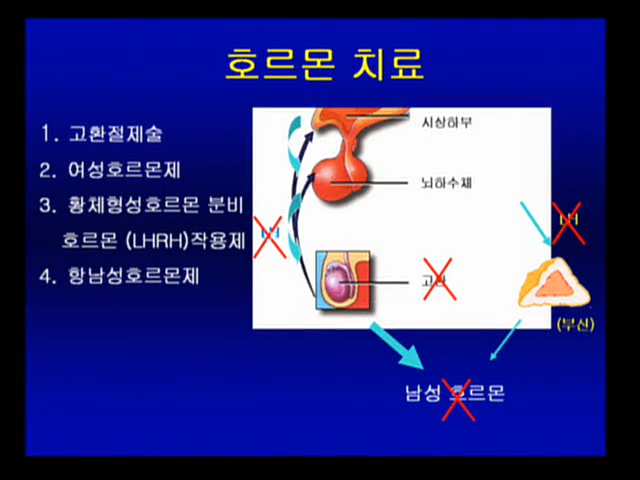 호르몬 치료
1. 고환절제술
2. 여성호르몬제
3. 황체형성호르몬 분비
호르몬 (LHRH)작용제
4. 항남성호르몬제
시상하부
뇌하수체
고환
(부신)
남성 호르몬